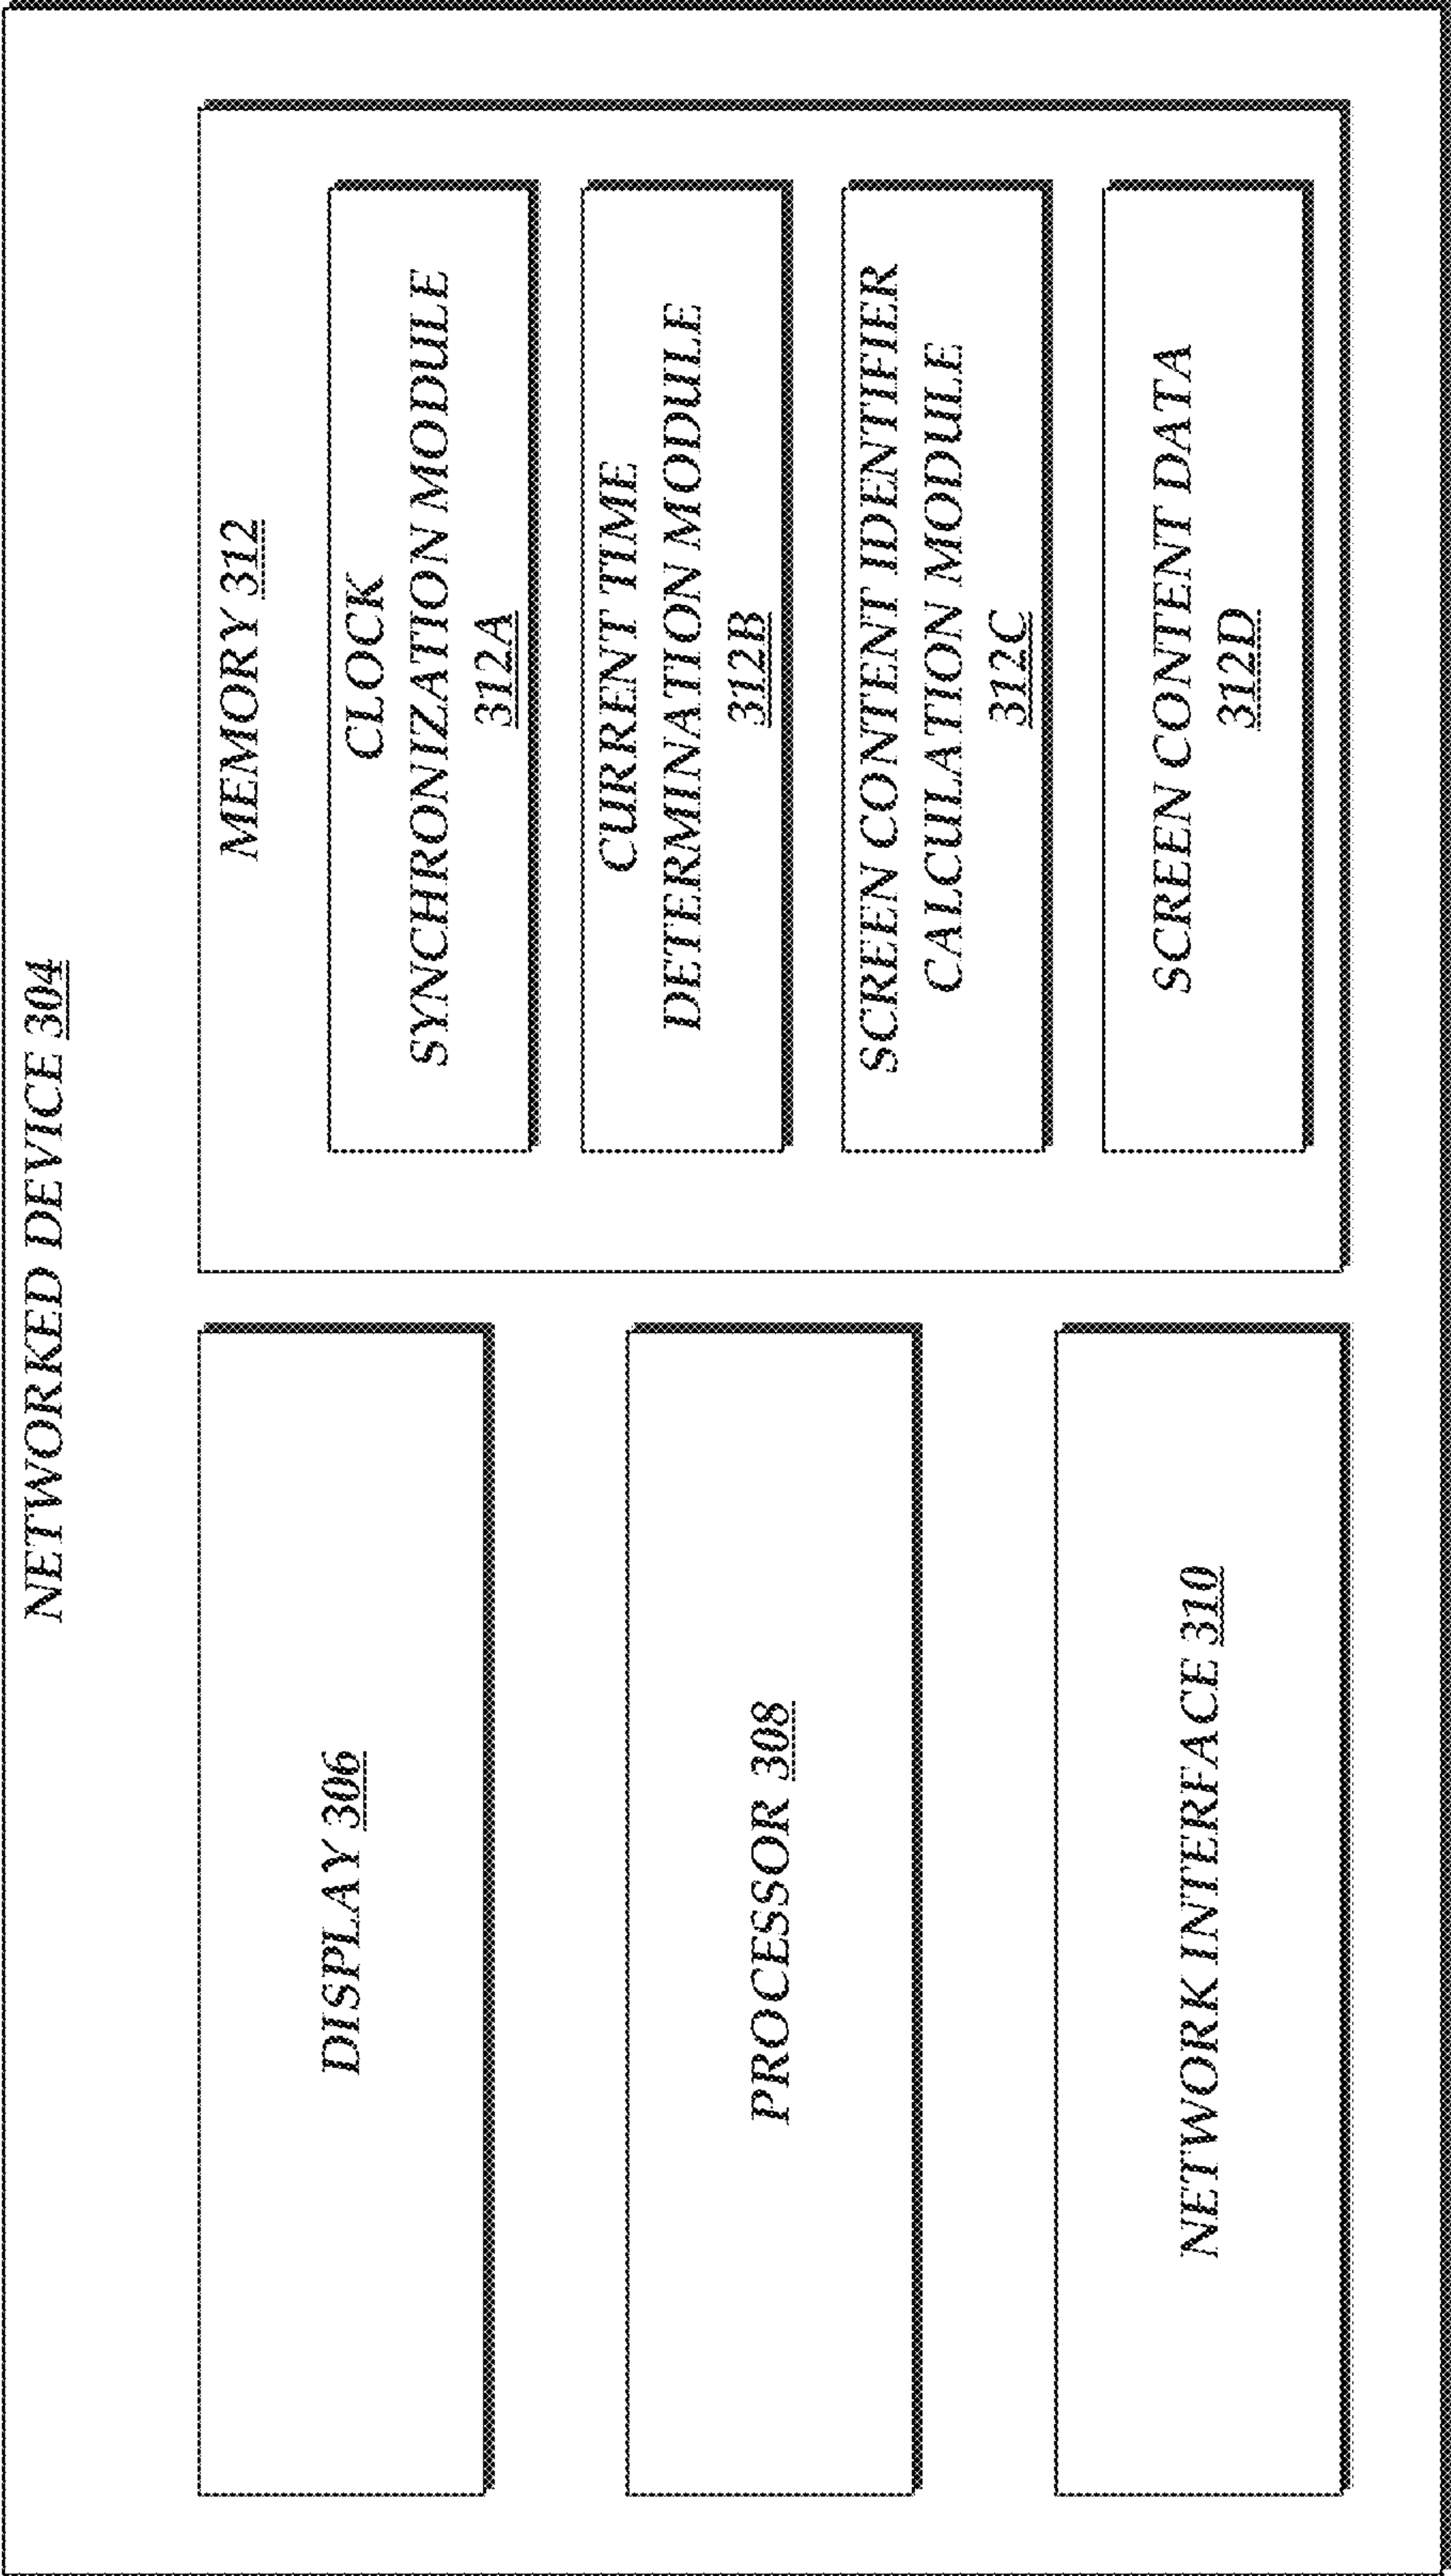 NETWORKED DEVICE 304
DISPLAY 306
PROCESSOR 308
NETWORK INTERFACE 310
MEMORY 312
CLOCK
SYNCHRONIZATION MODULE
312A
CURRENT TIME
DETERMINATION MODULE
312B
SCREEN CONTENT IDENTIFIER
CALCULATION MODULE
312C
SCREEN CONTENT DATA
312D